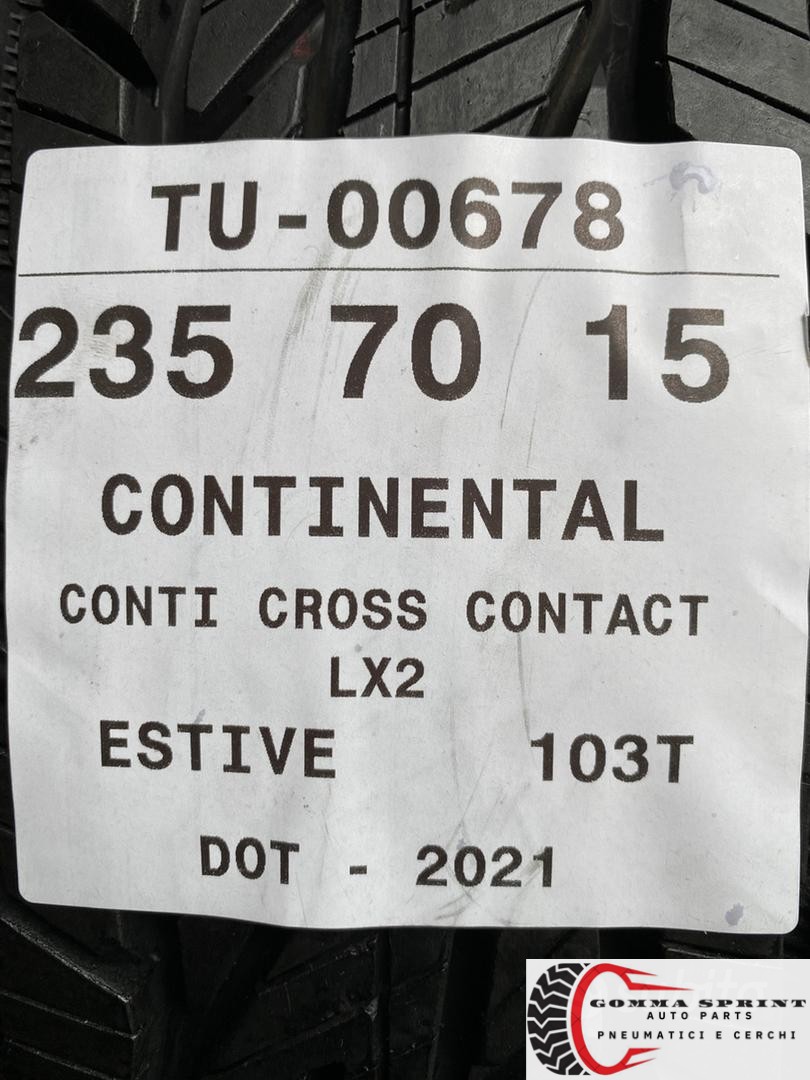 TU-00678
235 70 15
CONTINENTAL
CONTI CROSS CONTACT
LX2
ESTIVE 103T
DOT - 2021
GOMMA SPRINT
AUTO PARTS
PNEUMATICI E CERCHI